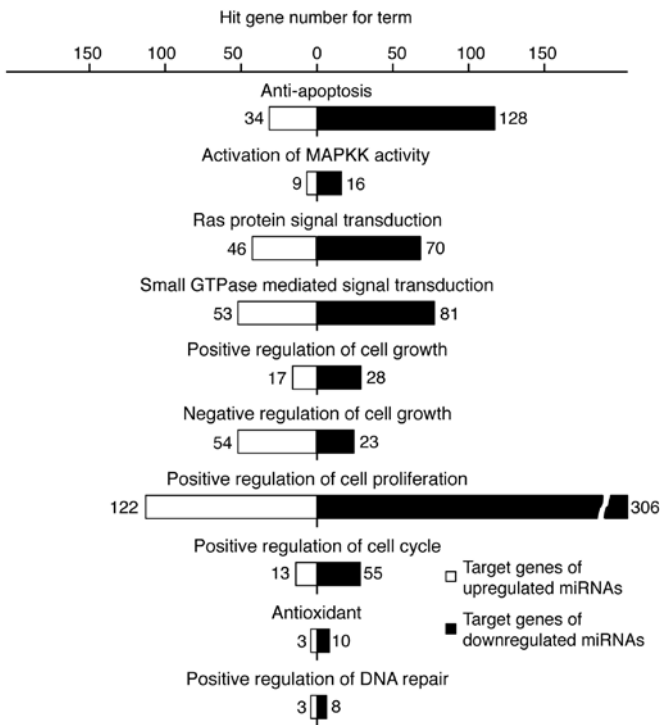 Hit gene number for term
150 100 50 0 50 100 150
Anti-apoptosis
34 128
Activation of MAPKK activity
9 16
Ras protein signal transduction
46 70
Small GTPase mediated signal transduction
53 81
Positive regulation of cell growth
17 28
Negative regulation of cell growth
54 23
Positive regulation of cell proliferation
122 306
Positive regulation of cell cycle
13 55
Target genes of
upregulated miRNAs
Antioxidant
3 10
Target genes of
downregulated miRNAs
Positive regulation of DNA repair
3 8